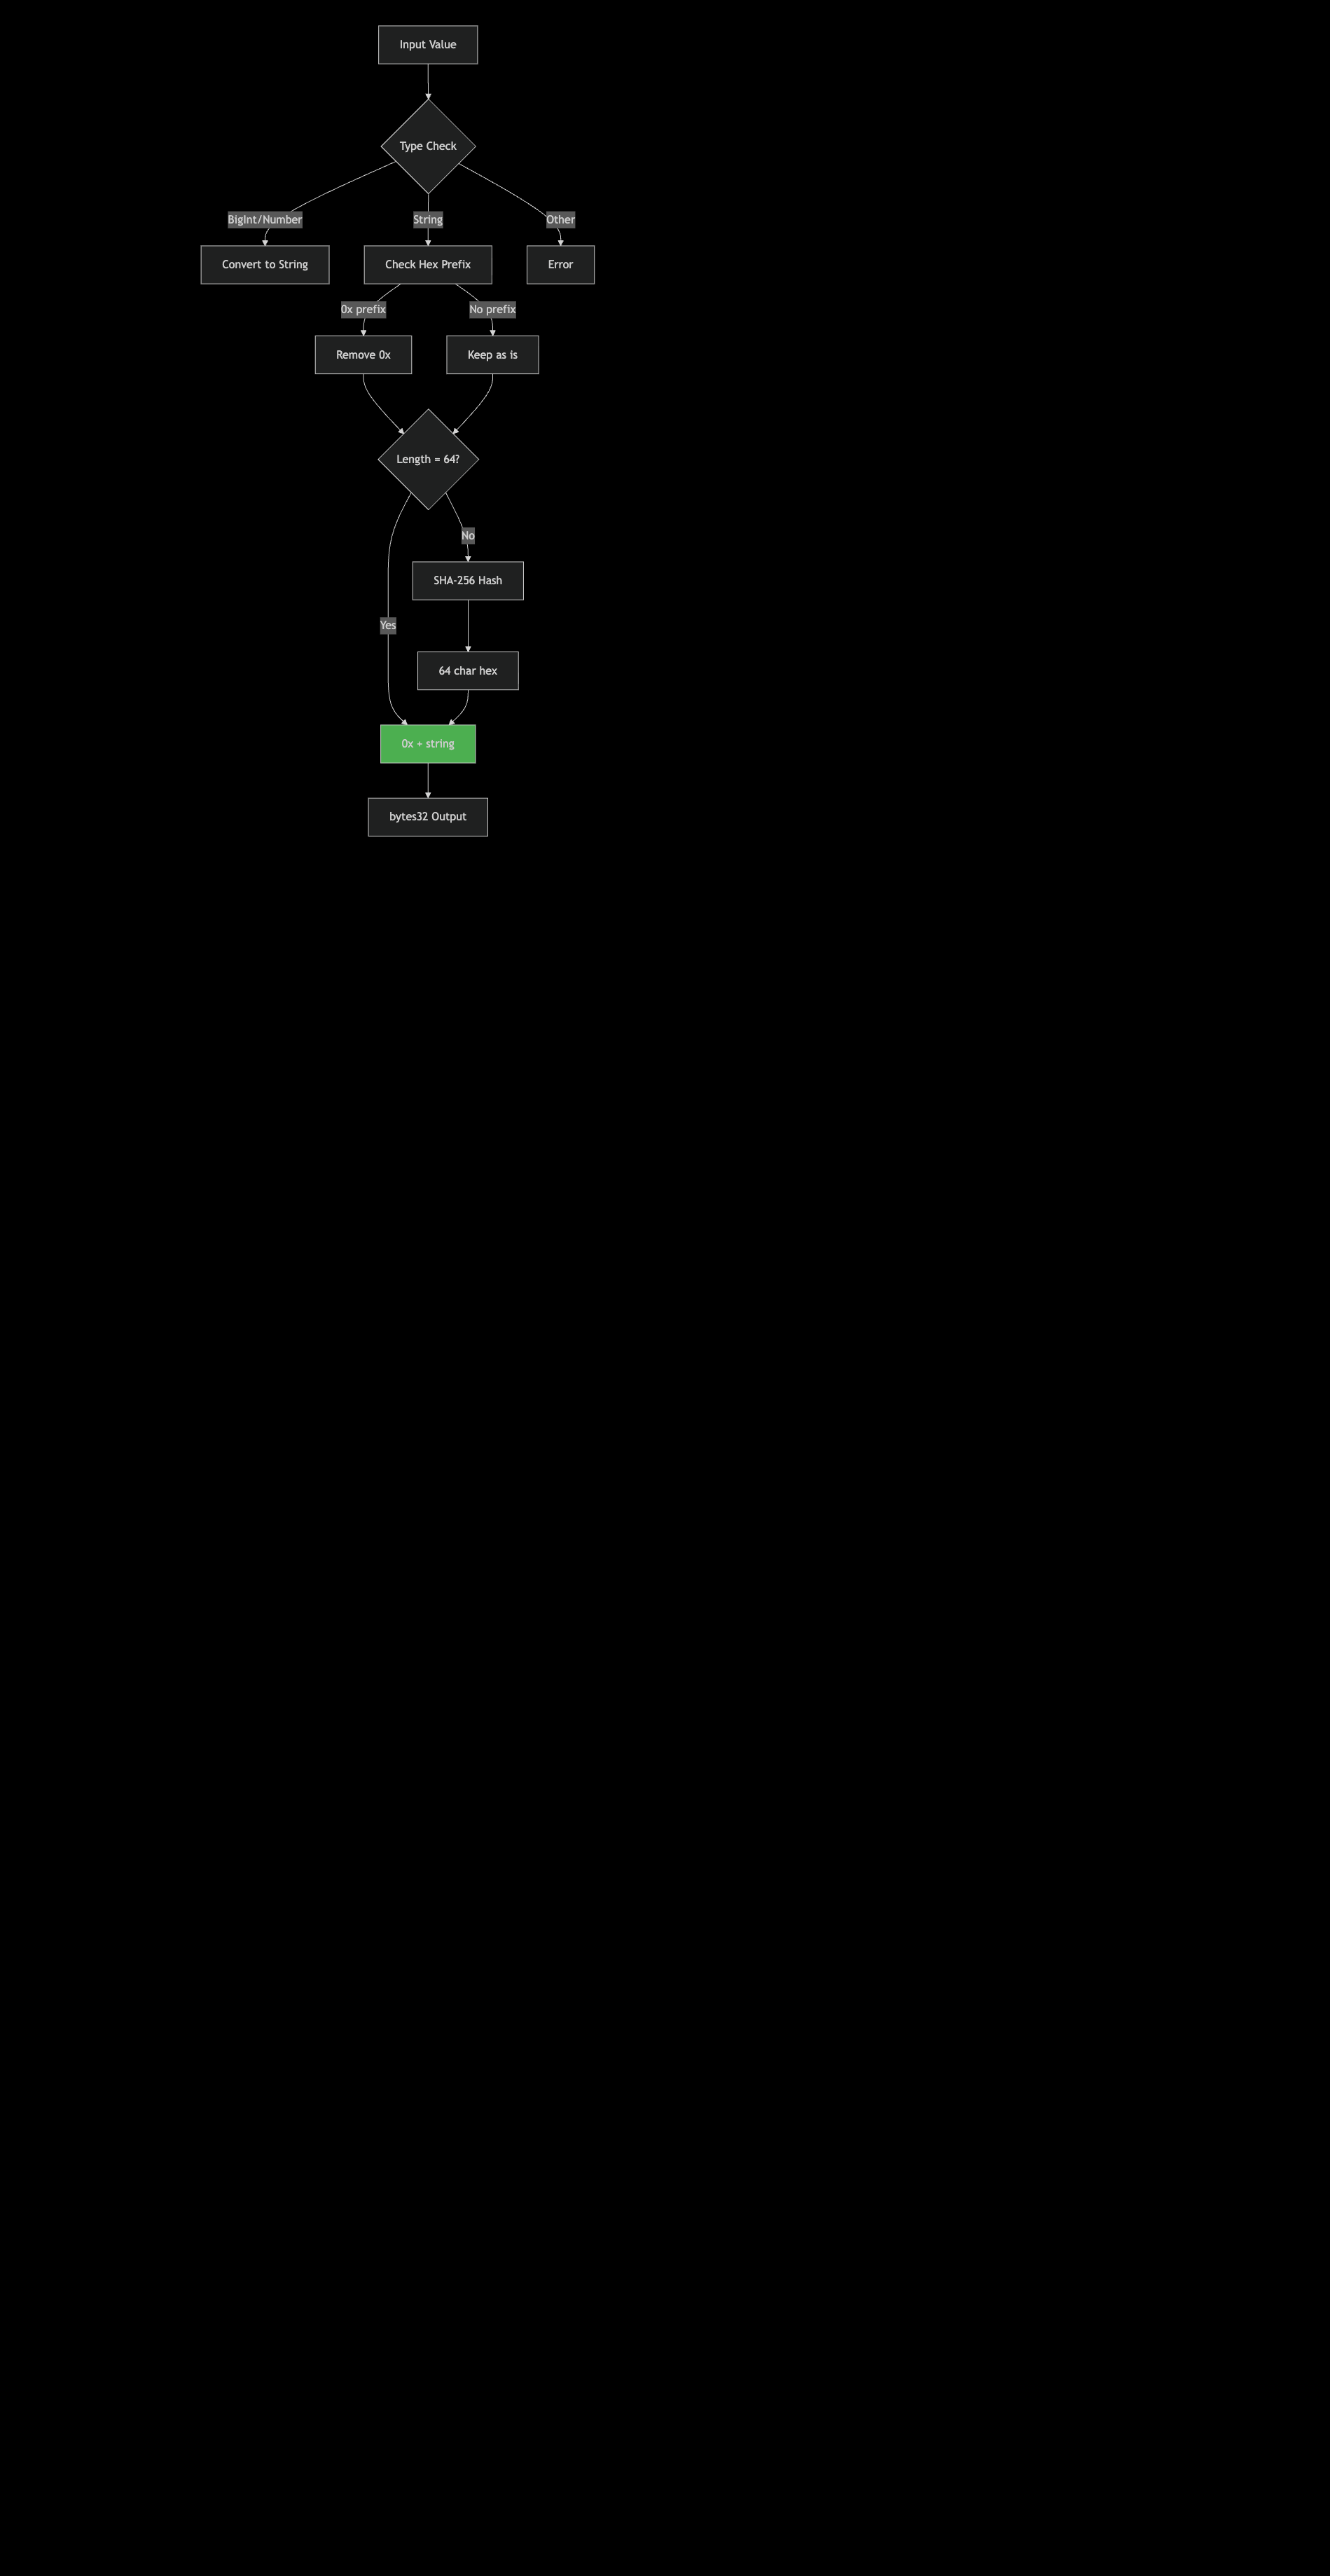 Input Value
Type Check
BigInt/Number
String
Other
Convert to String
Check Hex Prefix
Error
0x prefix
No prefix
Remove 0x
Keep as is
Length = 64?
No
SHA-256 Hash
Yes
64 char hex
0x + string
bytes32 Output